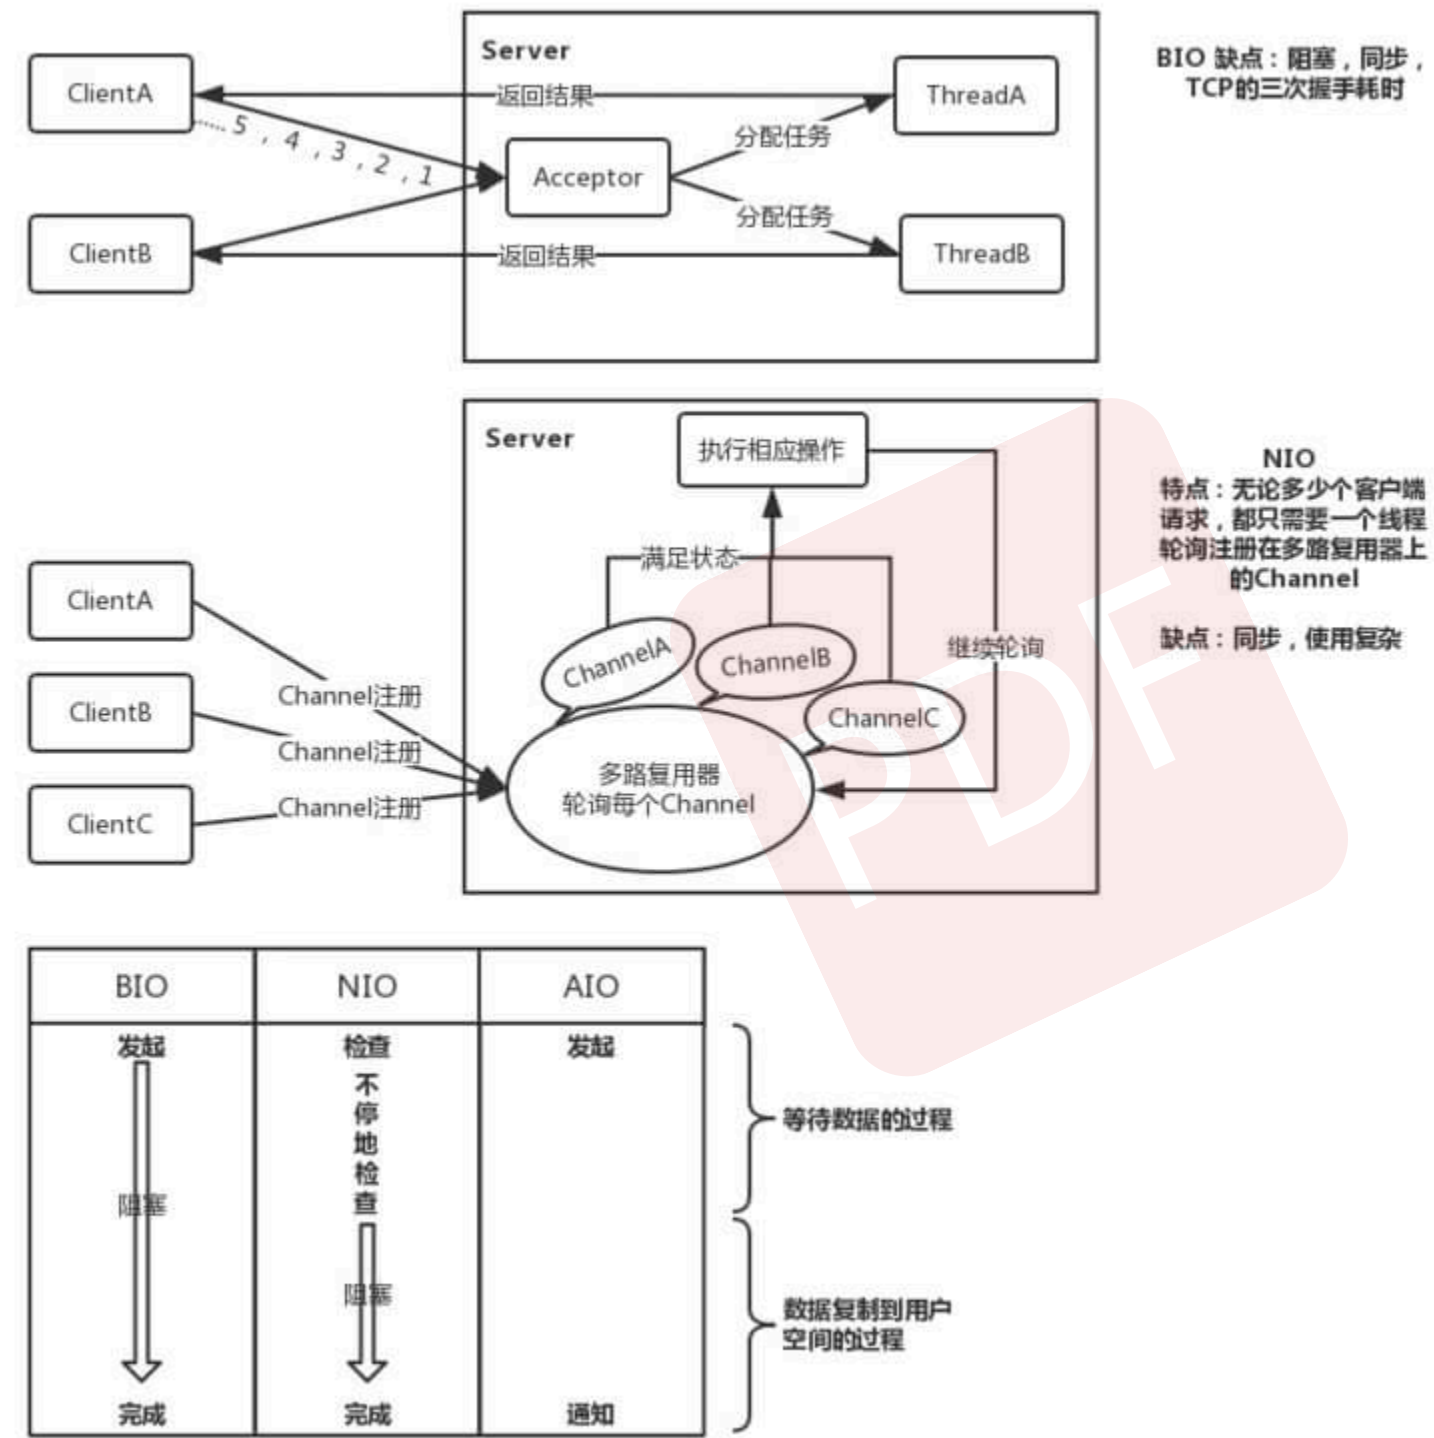 Server
ClientA
返回结果
ThreadA
BIO 缺点：阻塞，同步，
TCP的三次握手耗时
......5，4，3，2，1
分配任务
Acceptor
分配任务
ClientB
返回结果
ThreadB
Server
执行相应操作
NIO
特点：无论多少个客户端
请求，都只需要一个线程
轮询注册在多路复用器上
的Channel
缺点：同步，使用复杂
满足状态
ClientA
ClientB
ClientC
Channel注册
Channel注册
Channel注册
ChannelA
ChannelB
ChannelC
继续轮询
多路复用器
轮询每个Channel
PDF
BIO
NIO
AIO
发起
检查
发起
不
停
地
检
查
等待数据的过程
阻塞
阻塞
数据复制到用户
空间的过程
完成
完成
通知